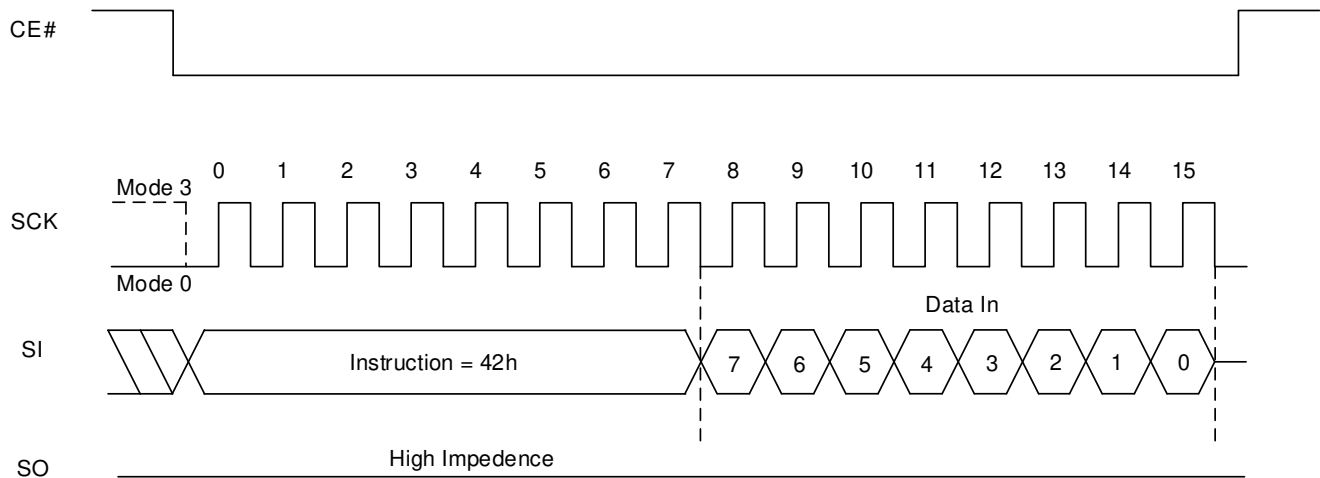 CE#
0 1 2 3 4 5 6 7 8 9 10 11 12 13 14 15
Mode 3
SCK
Mode 0
Data In
SI
Instruction = 42h
7 6 5 4 3 2 1 0
High Impedence
SO